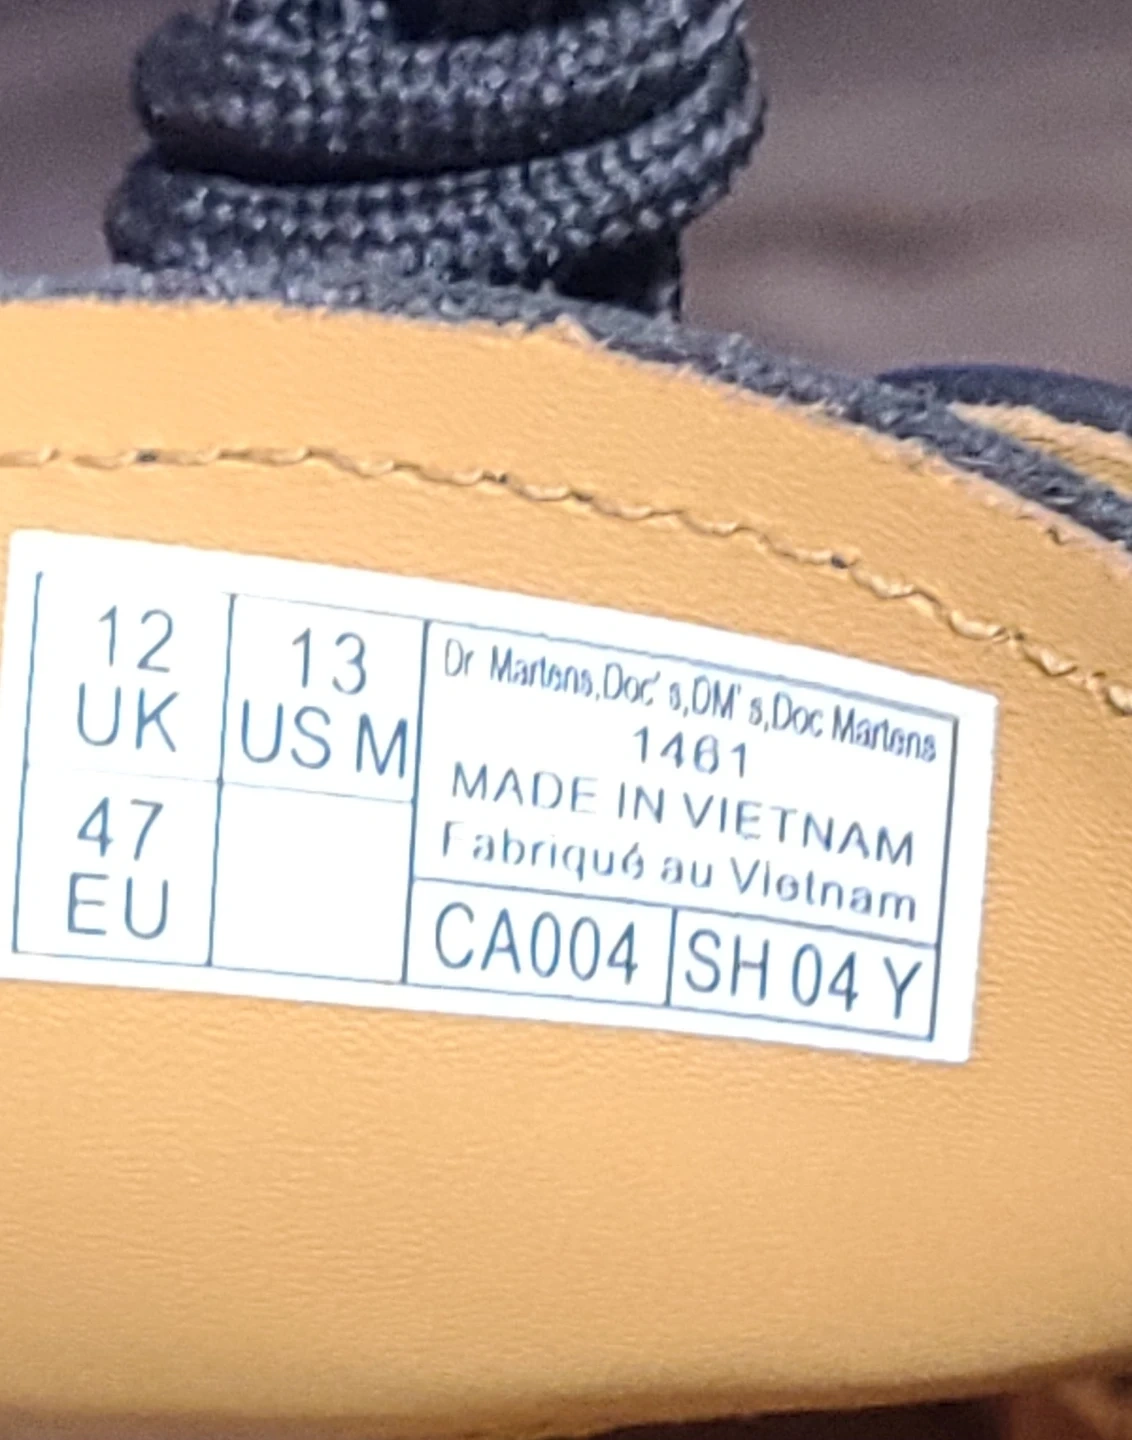 12
UK
13
US M
47
EU
Dr Martens,Doc's,DM's,Doc Martens
1461
MADE IN VIETNAM
Fabriqué au Vietnam
CA004
SH 04 Y